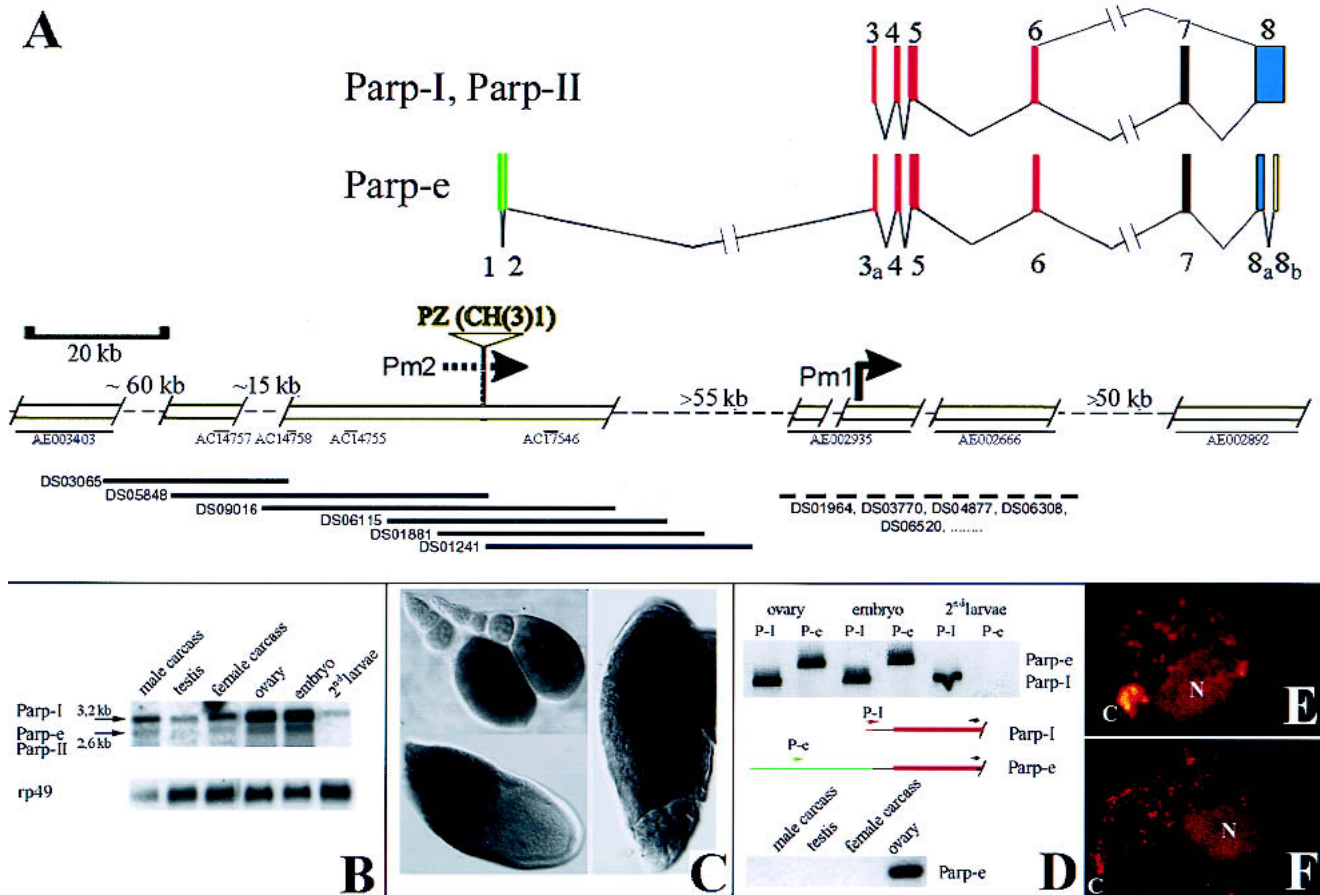 A
3 4 5 6 7 8
Parp-I, Parp-II
Parp-e
1 2 3a 4 5 6 7 8a 8b
PZ (CH(3)1)
20 kb
Pm2
Pm1
~ 60 kb ~15 kb >55 kb >50 kb
AE003403 AC14757 AC14758 AC14755 AC17546 AE002935 AE002666 AE002892
DS03065
DS05848
DS09016
DS06115
DS01881
DS01241
DS01964, DS03770, DS04877, DS06308,
DS06520, ........
male carcass testis female carcass ovary embryo 2nd larvae
Parp-I 3,2 kb
Parp-e
Parp-II 2,6 kb
rp49
B
C
ovary embryo 2nd larvae
P-I P-e P-I P-e P-I P-e
Parp-e
Parp-I
P-I
Parp-I
P-e
Parp-e
male carcass testis female carcass ovary
Parp-e
D
N
C
E
N
C
F